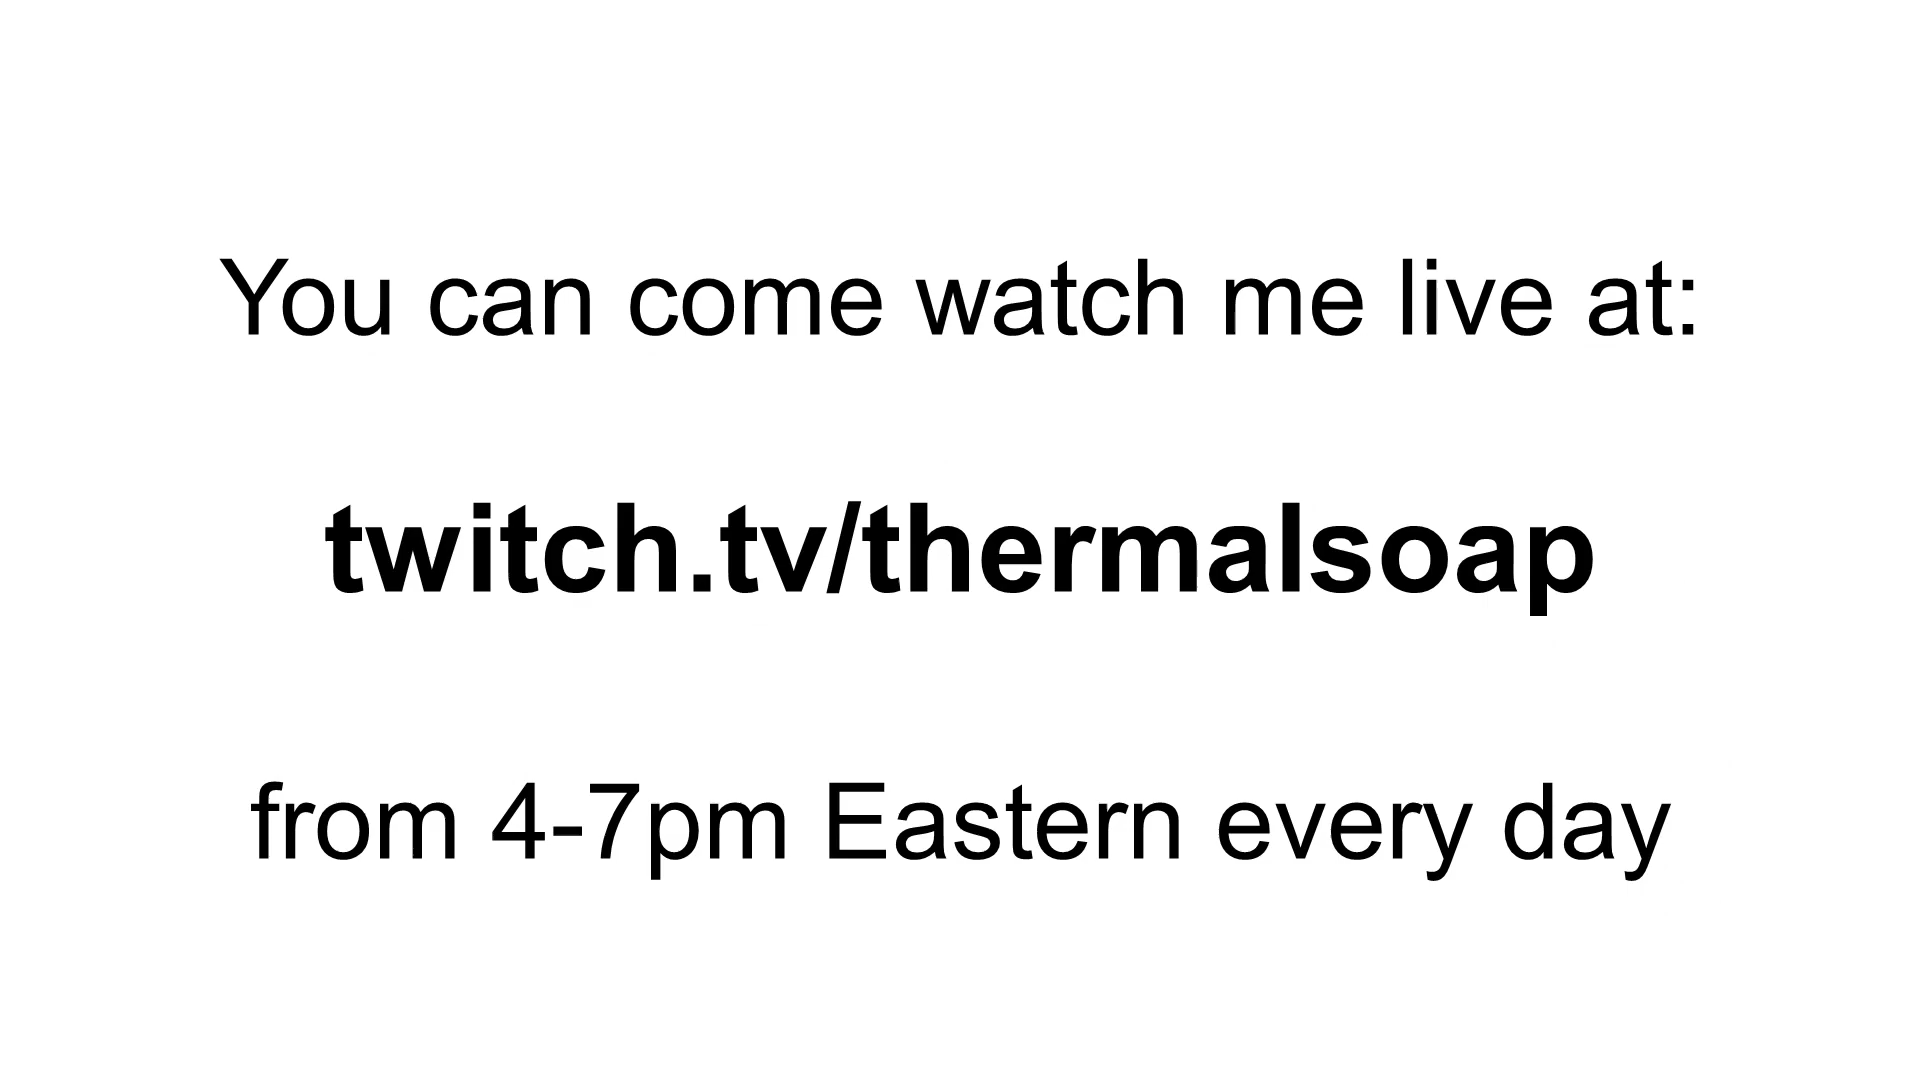 You can come watch me live at:
twitch.tv/thermalsoap
from 4-7pm Eastern every day